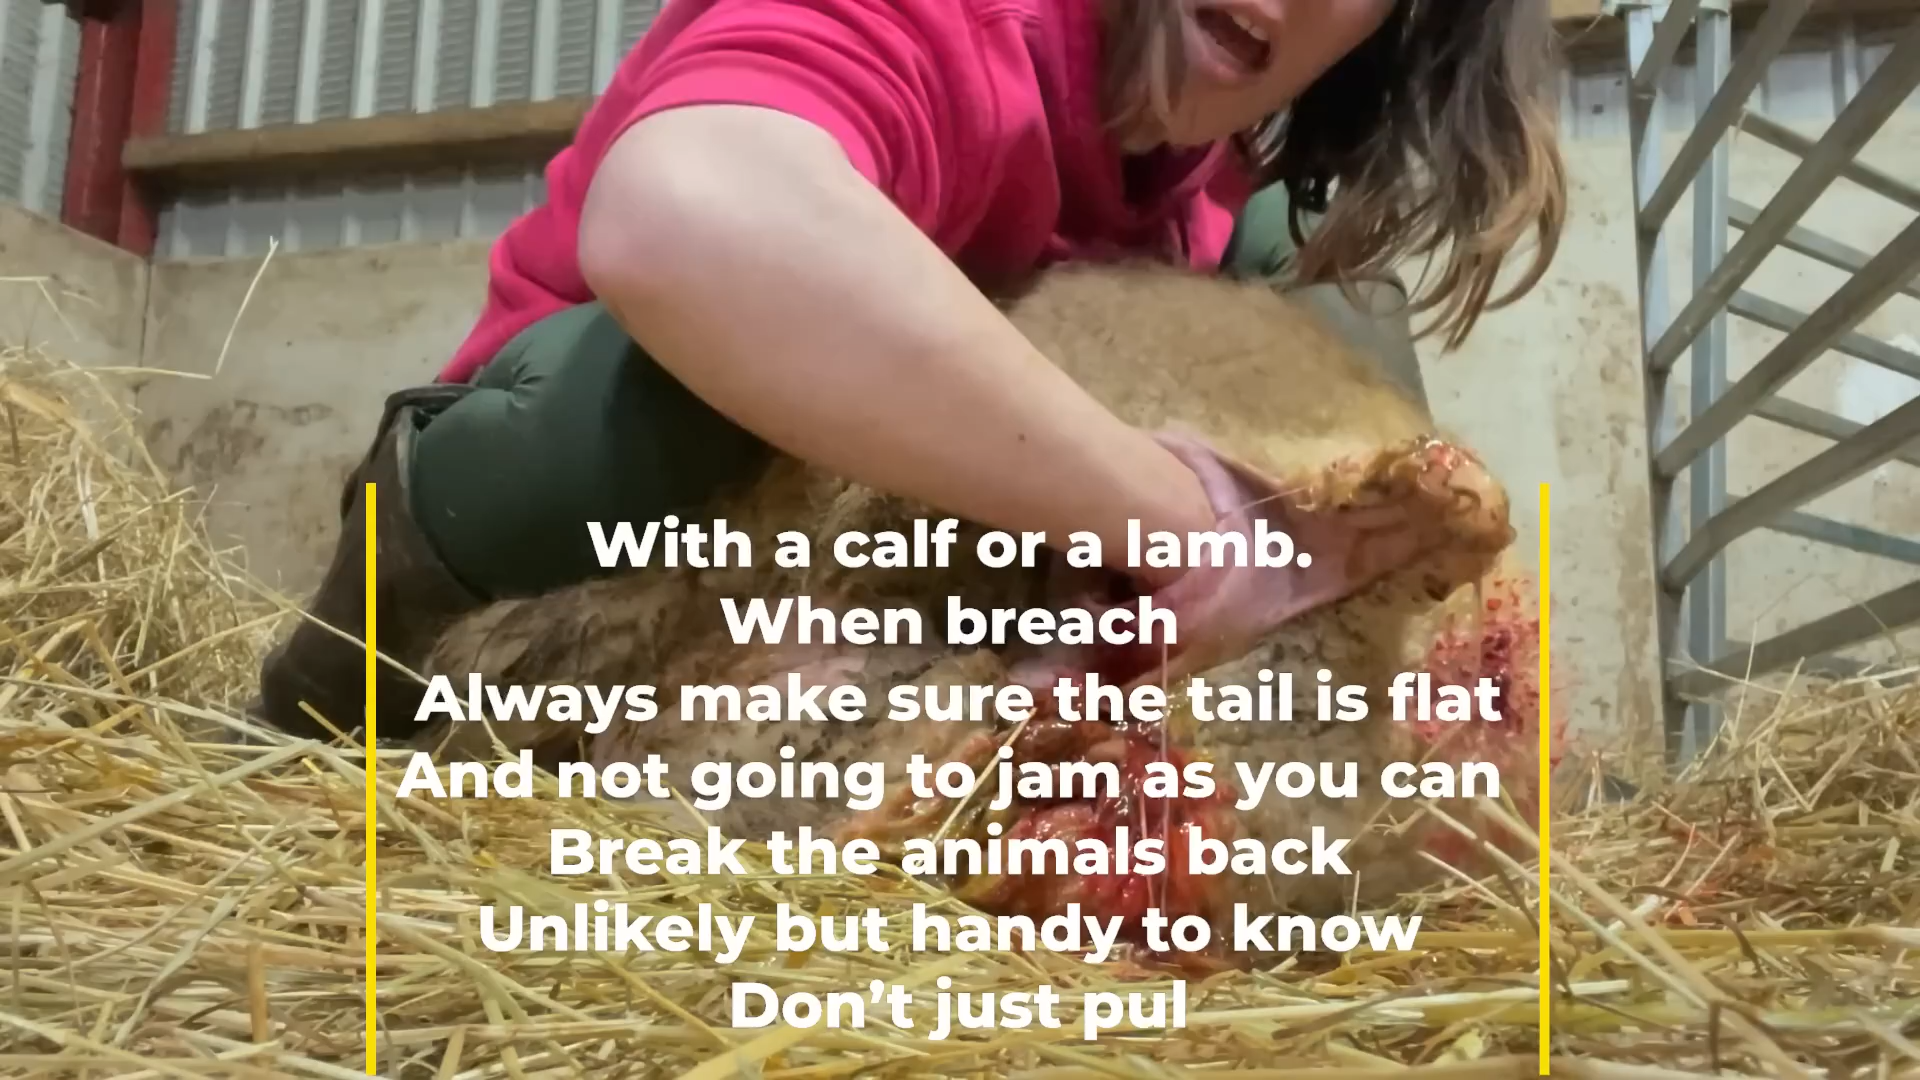 With a calf or a lamb.
When breach
Always make sure the tail is flat
And not going to jam as you can
Break the animals back
Unlikely but handy to know
Don’t just pul